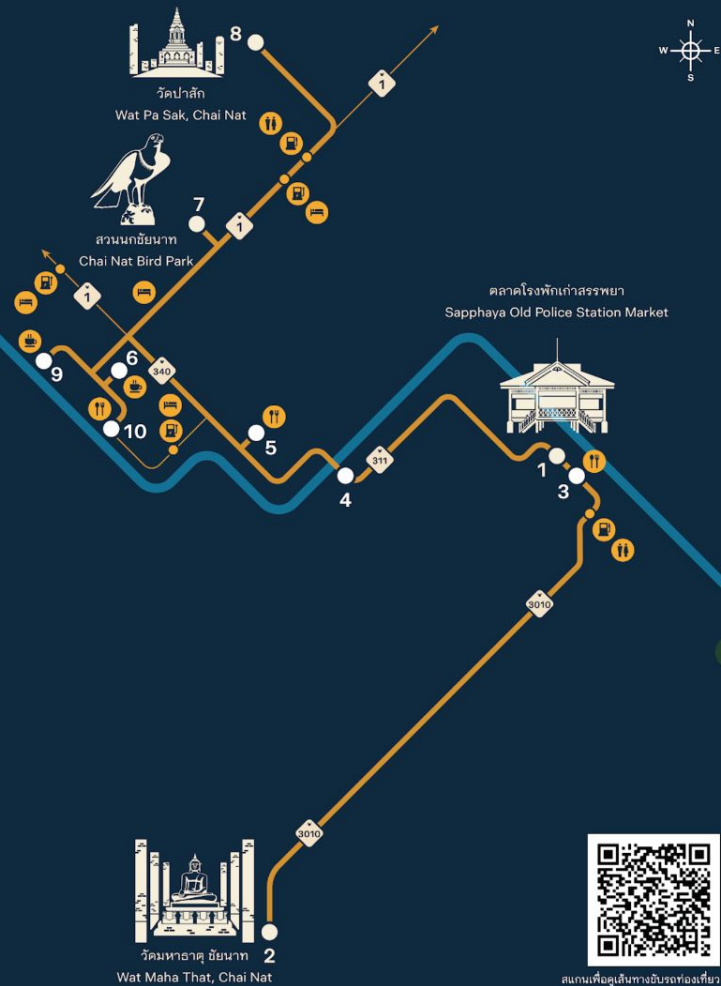 N
W
E
S
8
วัดปาสัก
Wat Pa Sak, Chai Nat
1
7
1
สวนนกชัยนาท
Chai Nat Bird Park
1
ตลาดโรงพักเก่าสรรพยา
Sapphaya Old Police Station Market
9
6
340
10
5
4
311
1
3
3010
3010
วัดมหาธาตุ ชัยนาท
Wat Maha That, Chai Nat
2
สแกนเพื่อดูเส้นทางขับรถท่องเที่ยว